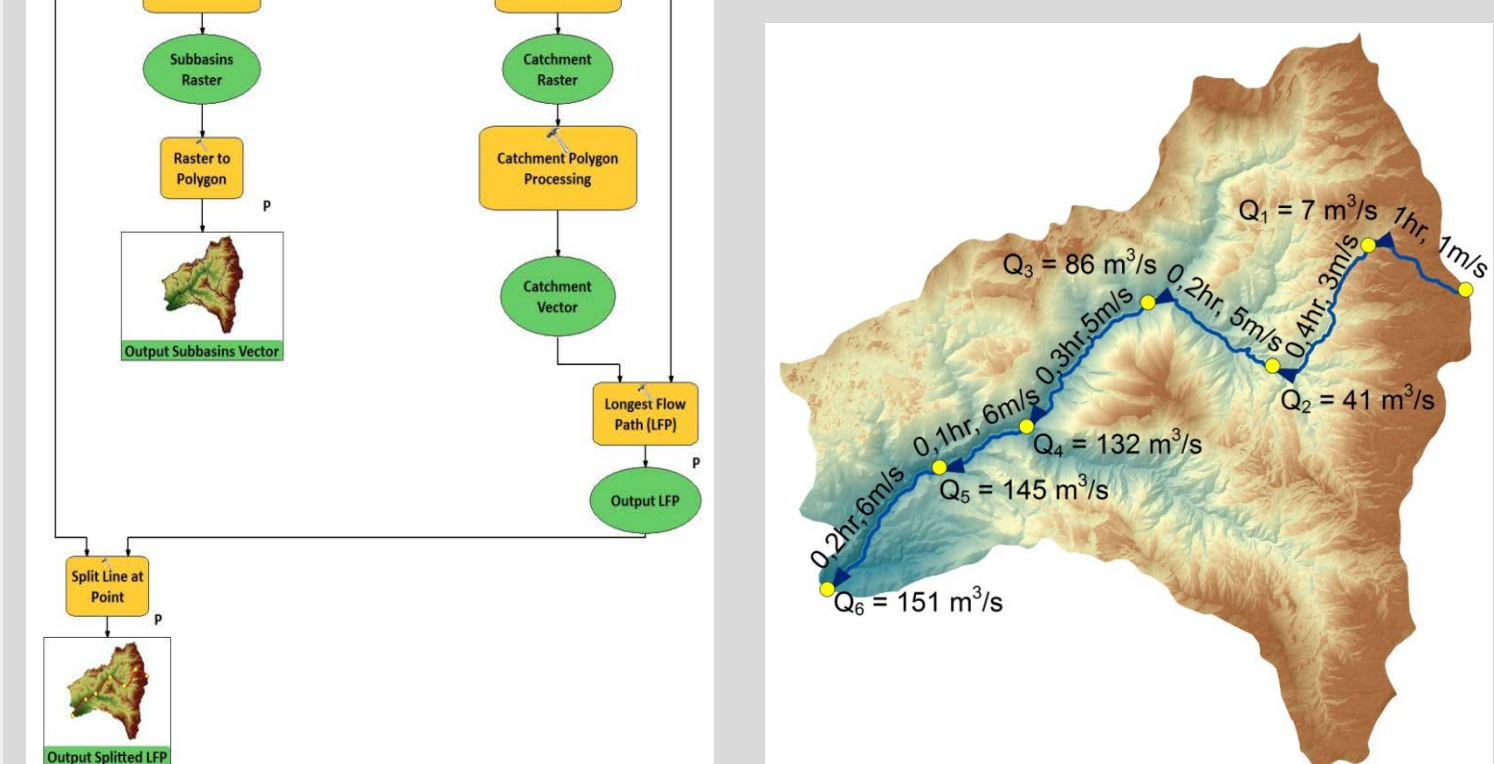 Subbasins
Raster
Catchment
Raster
Raster to
Polygon
P
Catchment Polygon
Processing
Output Subbasins Vector
Catchment
Vector
Longest Flow
Path (LFP)
P
Output LFP
Split Line at
Point
P
Output Splitted LFP
Q₁ = 7 m³/s
1hr, 1m/s
0,4hr, 3m/s
Q₂ = 41 m³/s
0,2hr, 5m/s
Q₃ = 86 m³/s
0,3hr,5m/s
Q₄ = 132 m³/s
0,1hr, 6m/s
Q₅ = 145 m³/s
0,2hr,6m/s
Q₆ = 151 m³/s